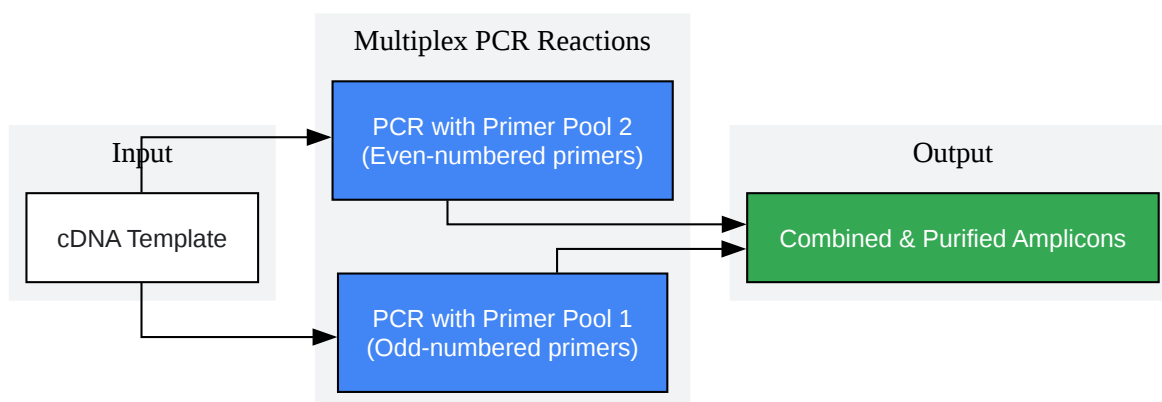 Multiplex PCR Reactions
Input
Output
PCR with Primer Pool 2
(Even-numbered primers)
cDNA Template
Combined & Purified Amplicons
PCR with Primer Pool 1
(Odd-numbered primers)